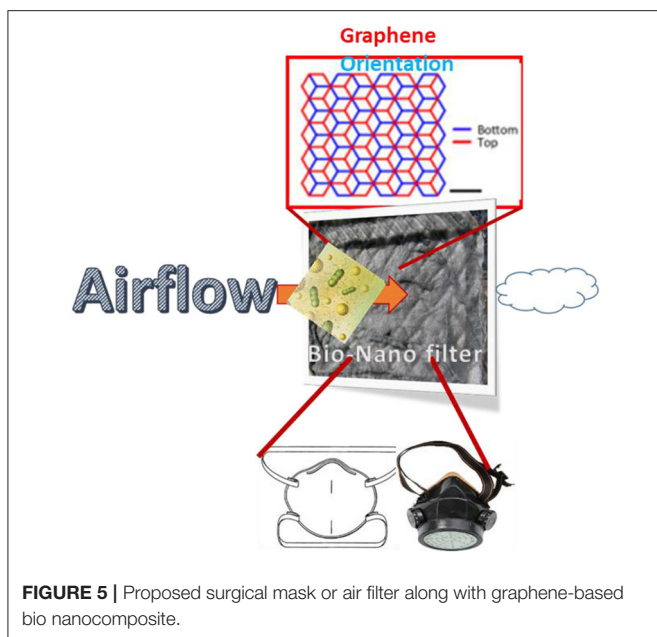 Graphene
Orientation
Bottom
Top
Airflow
Bio-Nano filter
FIGURE 5 | Proposed surgical mask or air filter along with graphene-based
bio nanocomposite.